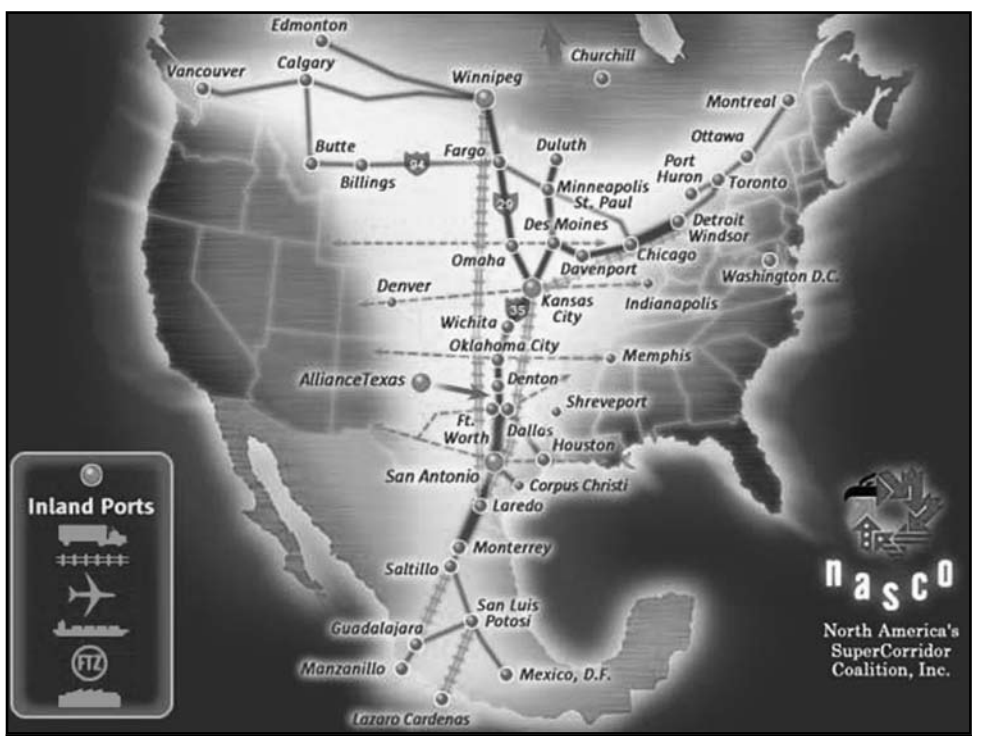 Edmonton
Calgary
Vancouver
Winnipeg
Churchill
Montreal
Ottawa
Butte
Fargo
Duluth
Port
Huron
Toronto
94
Billings
Minneapolis
St. Paul
29
Des Moines
Detroit
Windsor
Omaha
Davenport
Chicago
Washington D.C.
Denver
Kansas
City
Indianapolis
35
Wichita
Oklahoma City
Memphis
AllianceTexas
Denton
Shreveport
Ft.
Worth
Dallas
Houston
San Antonio
Corpus Christi
Laredo
Monterrey
Saltillo
San Luis
Potosi
Guadalajara
Manzanillo
Mexico, D.F.
Lazaro Cardenas
Inland Ports
FTZ
nasco
North America's
SuperCorridor
Coalition, Inc.